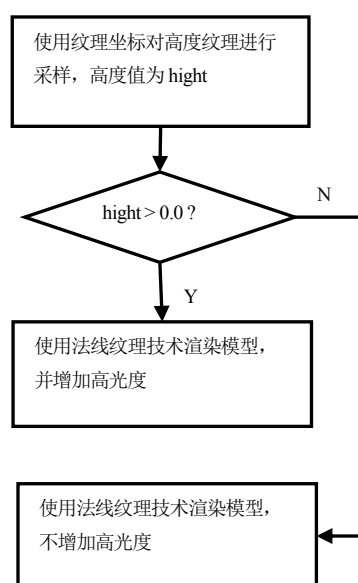 使用纹理坐标对高度纹理进行
采样，高度值为 hight
hight > 0.0 ?
N
Y
使用法线纹理技术渲染模型，
并增加高光度
使用法线纹理技术渲染模型，
不增加高光度